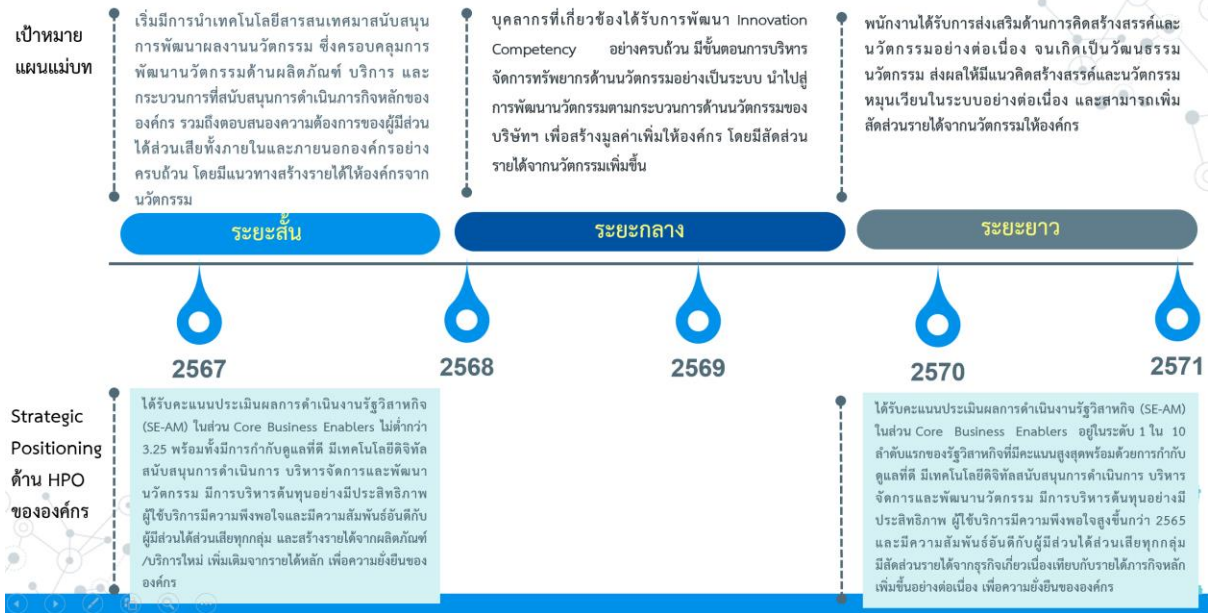 เป้าหมาย
แผนแม่บท
เริ่มมีการนำเทคโนโลยีสารสนเทศมาสนับสนุน
การพัฒนาผลงานนวัตกรรม ซึ่งครอบคลุมการ
พัฒนานวัตกรรมด้านผลิตภัณฑ์ บริการ และ
กระบวนการที่สนับสนุนการดำเนินภารกิจหลักของ
องค์กร รวมถึงตอบสนองความต้องการของผู้มีส่วน
ได้ส่วนเสียทั้งภายในและภายนอกองค์กรอย่าง
ครบถ้วน โดยมีแนวทางสร้างรายได้ให้องค์กรจาก
นวัตกรรม
บุคลากรที่เกี่ยวข้องได้รับการพัฒนา Innovation
Competency อย่างครบถ้วน มีขั้นตอนการบริหาร
จัดการทรัพยากรด้านนวัตกรรมอย่างเป็นระบบ นำไปสู่
การพัฒนานวัตกรรมตามกระบวนการด้านนวัตกรรมของ
บริษัทฯ เพื่อสร้างมูลค่าเพิ่มให้องค์กร โดยมีสัดส่วน
รายได้จากนวัตกรรมเพิ่มขึ้น
พนักงานได้รับการส่งเสริมด้านการคิดสร้างสรรค์และ
นวัตกรรมอย่างต่อเนื่อง จนเกิดเป็นวัฒนธรรม
นวัตกรรม ส่งผลให้มีแนวคิดสร้างสรรค์และนวัตกรรม
หมุนเวียนในระบบอย่างต่อเนื่อง และสามารถเพิ่ม
สัดส่วนรายได้จากนวัตกรรมให้องค์กร
ระยะสั้น
ระยะกลาง
ระยะยาว
2567
2568
2569
2570
2571
Strategic
Positioning
ด้าน HPO
ขององค์กร
ได้รับคะแนนประเมินผลการดำเนินงานรัฐวิสาหกิจ
(SE-AM) ในส่วน Core Business Enablers ไม่ต่ำกว่า
3.25 พร้อมทั้งมีการกำกับดูแลที่ดี มีเทคโนโลยีดิจิทัล
สนับสนุนการดำเนินการ บริหารจัดการและพัฒนา
นวัตกรรม มีการบริหารต้นทุนอย่างมีประสิทธิภาพ
ผู้ใช้บริการมีความพึงพอใจและมีความสัมพันธ์อันดีกับ
ผู้มีส่วนได้ส่วนเสียทุกกลุ่ม และสร้างรายได้จากผลิตภัณฑ์
/บริการใหม่ เพิ่มเติมจากรายได้หลัก เพื่อความยั่งยืนของ
องค์กร
ได้รับคะแนนประเมินผลการดำเนินงานรัฐวิสาหกิจ (SE-AM)
ในส่วน Core Business Enablers อยู่ในระดับ 1 ใน 10
ลำดับแรกของรัฐวิสาหกิจที่มีคะแนนสูงสุดพร้อมด้วยการกำกับ
ดูแลที่ดี มีเทคโนโลยีดิจิทัลสนับสนุนการดำเนินการ บริหาร
จัดการและพัฒนานวัตกรรม มีการบริหารต้นทุนอย่างมี
ประสิทธิภาพ ผู้ใช้บริการมีความพึงพอใจสูงขึ้นกว่า 2565
และมีความสัมพันธ์อันดีกับผู้มีส่วนได้ส่วนเสียทุกกลุ่ม
มีสัดส่วนรายได้จากธุรกิจเกี่ยวเนื่องเทียบกับรายได้ภารกิจหลัก
เพิ่มขึ้นอย่างต่อเนื่อง เพื่อความยั่งยืนขององค์กร